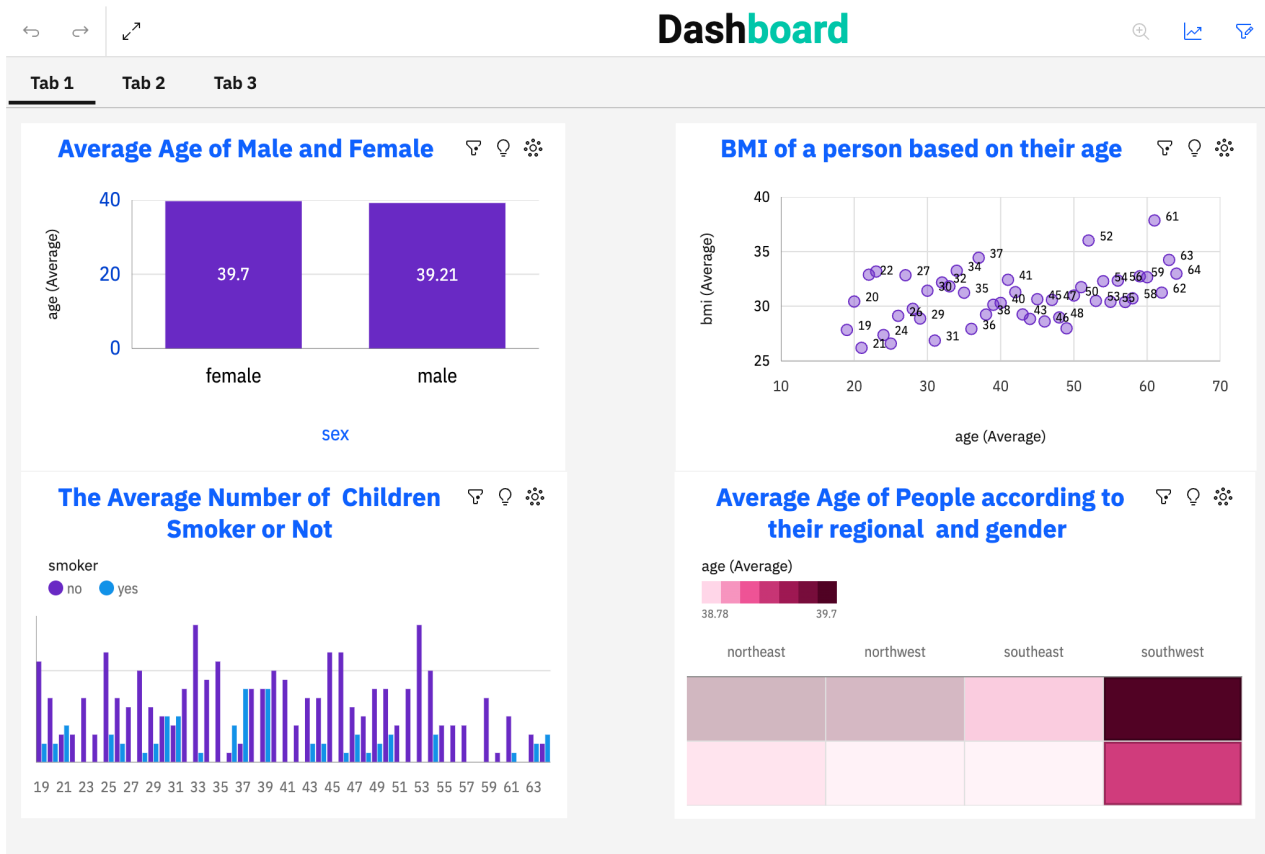 Dashboard
Tab 1 Tab 2 Tab 3
Average Age of Male and Female
40
20
0
age (Average)
39.7
39.21
female male
sex
BMI of a person based on their age
40
35
30
25
bmi (Average)
61
52
63
37
64
34
59
22
27
41
54
56
32
30
35
50
62
58
20
40
45
47
53
55
26
38
43
29
48
46
19
24
36
31
21
10 20 30 40 50 60 70
age (Average)
The Average Number of Children
Smoker or Not
smoker
no yes
19 21 23 25 27 29 31 33 35 37 39 41 43 45 47 49 51 53 55 57 59 61 63
Average Age of People according to
their regional and gender
age (Average)
38.78 39.7
northeast northwest southeast southwest